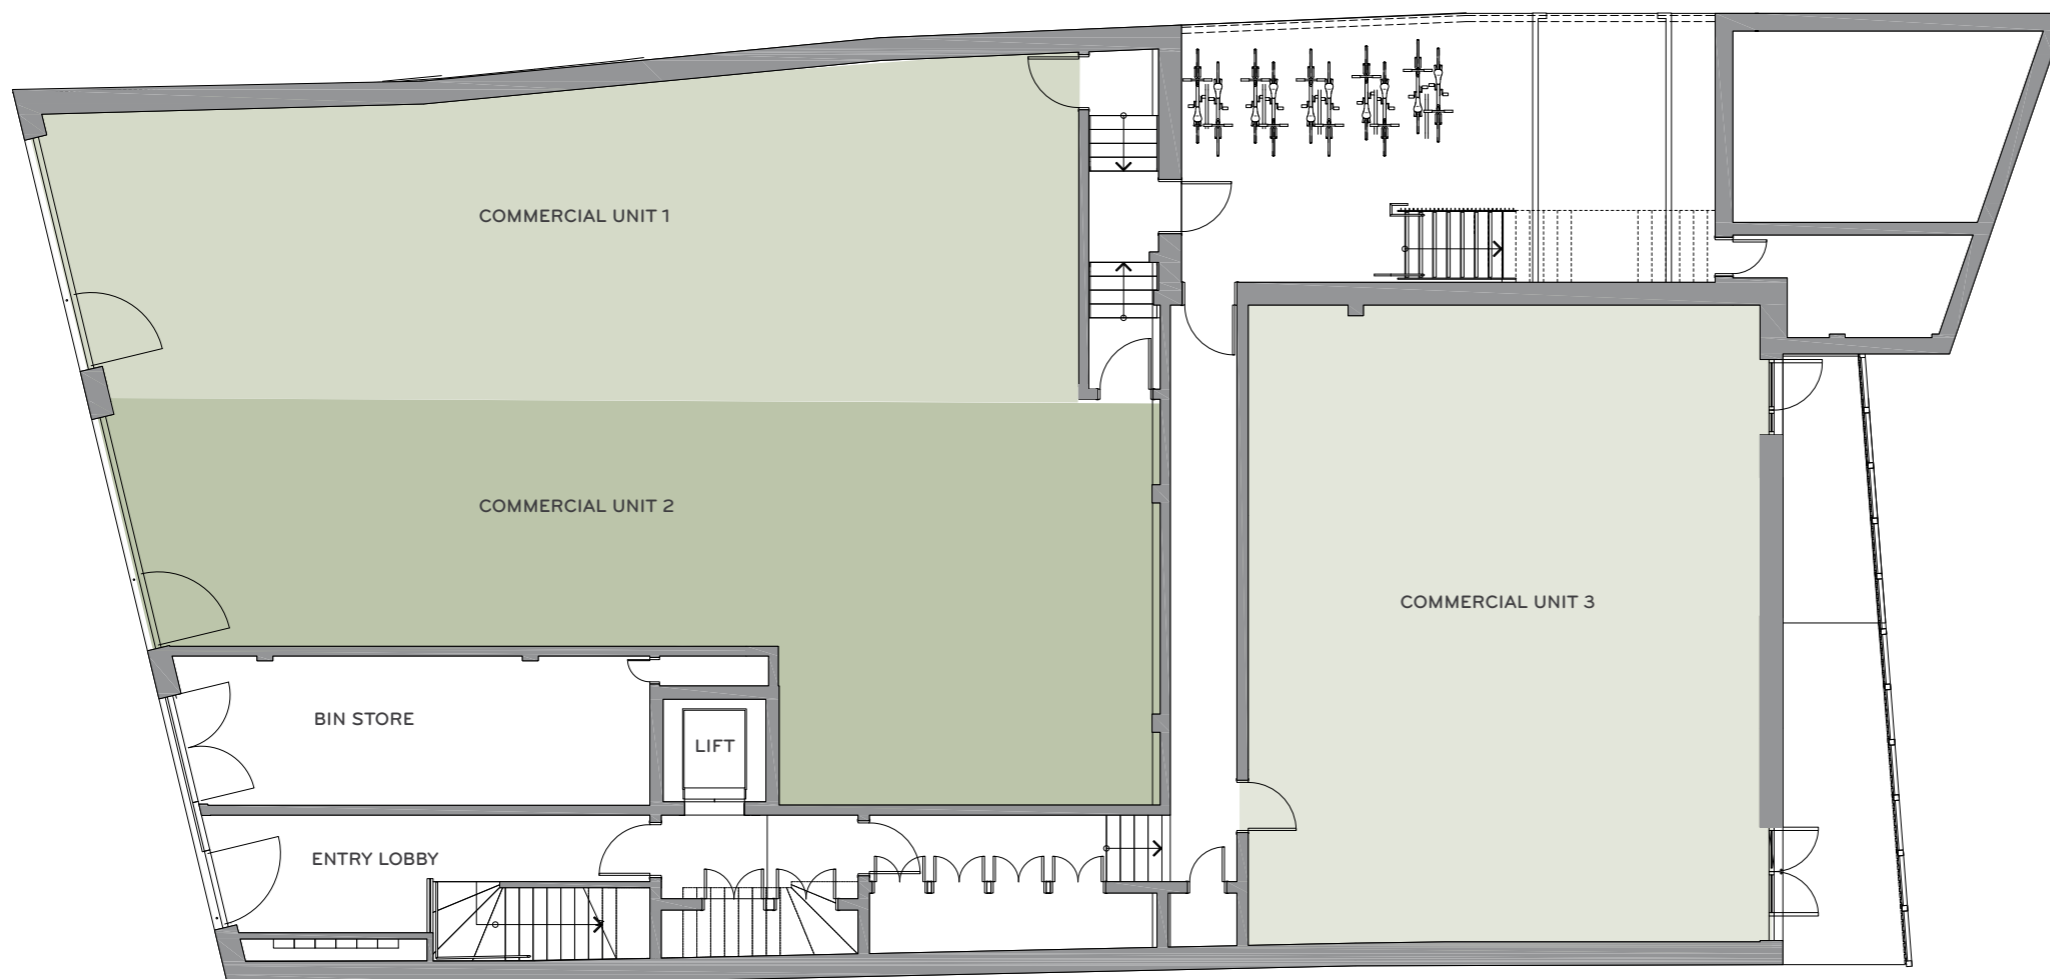 COMMERCIAL UNIT 1
COMMERCIAL UNIT 2
COMMERCIAL UNIT 3
BIN STORE
LIFT
ENTRY LOBBY